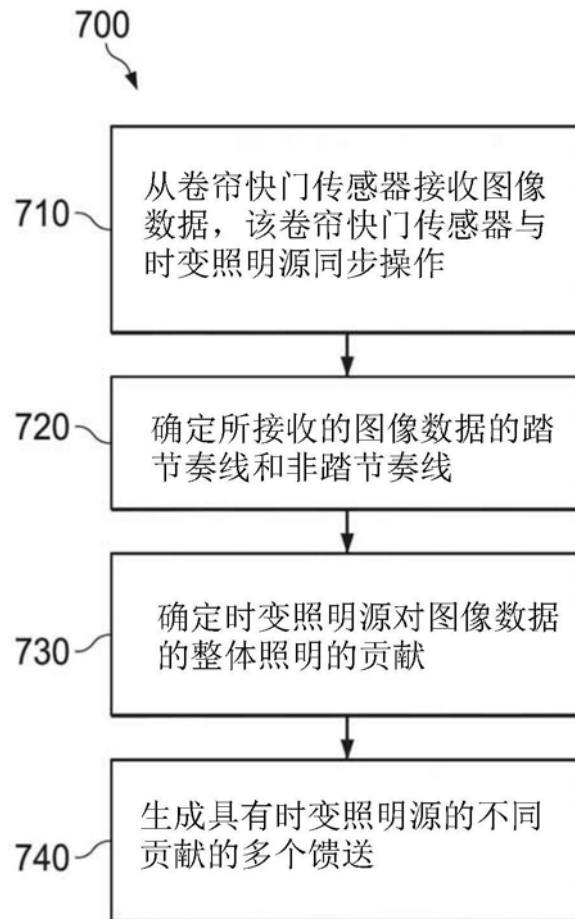 700
710
从卷帘快门传感器接收图像
数据，该卷帘快门传感器与
时变照明源同步操作
720
确定所接收的图像数据的踏
节奏线和非踏节奏线
730
确定时变照明源对图像数据
的整体照明的贡献
740
生成具有时变照明源的不同
贡献的多个馈送